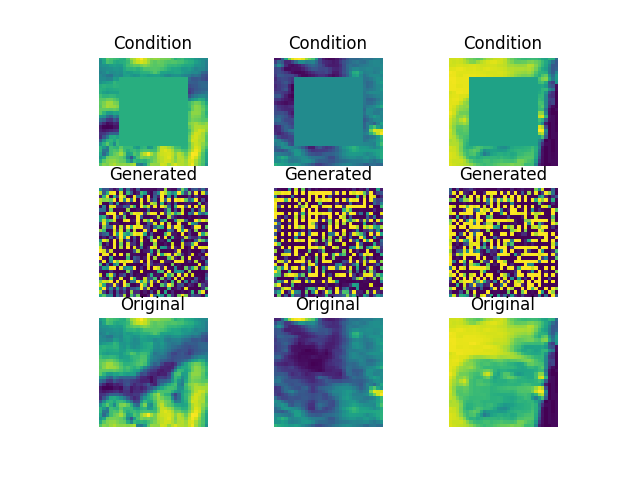 Condition Condition Condition
Generated Generated Generated
Original Original Original